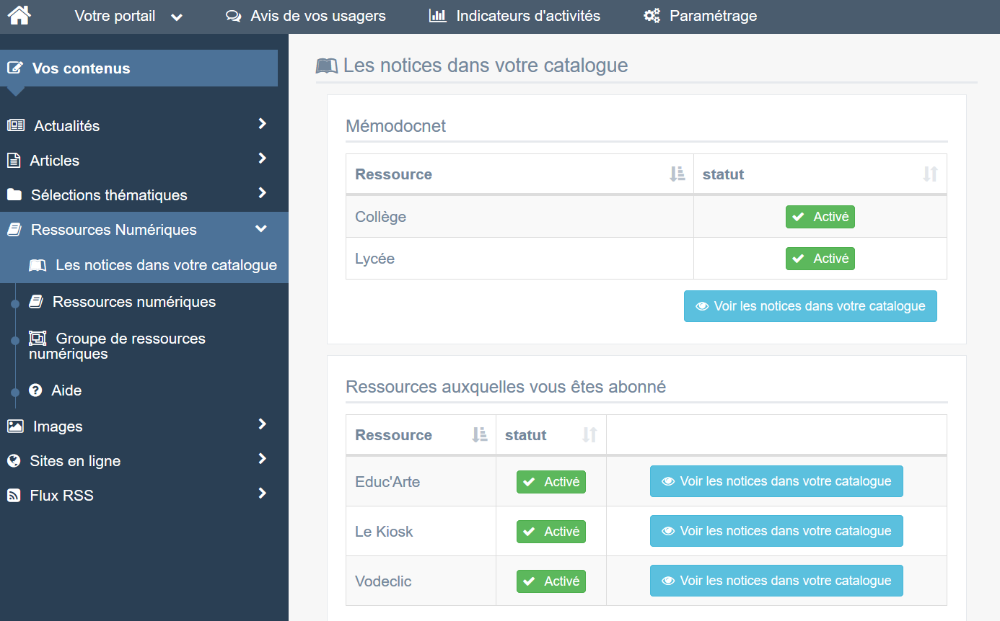 Votre portail
Avis de vos usagers
Indicateurs d'activités
Paramétrage
Vos contenus
Actualités
Articles
Sélections thématiques
Ressources Numériques
Les notices dans votre catalogue
Ressources numériques
Groupe de ressources
numériques
Aide
Images
Sites en ligne
Flux RSS
Les notices dans votre catalogue
Mémodocnet
Ressource statut
Collège Activé
Lycée Activé
Voir les notices dans votre catalogue
Ressources auxquelles vous êtes abonné
Ressource statut
Educ'Arte Activé Voir les notices dans votre catalogue
Le Kiosk Activé Voir les notices dans votre catalogue
Vodeclic Activé Voir les notices dans votre catalogue